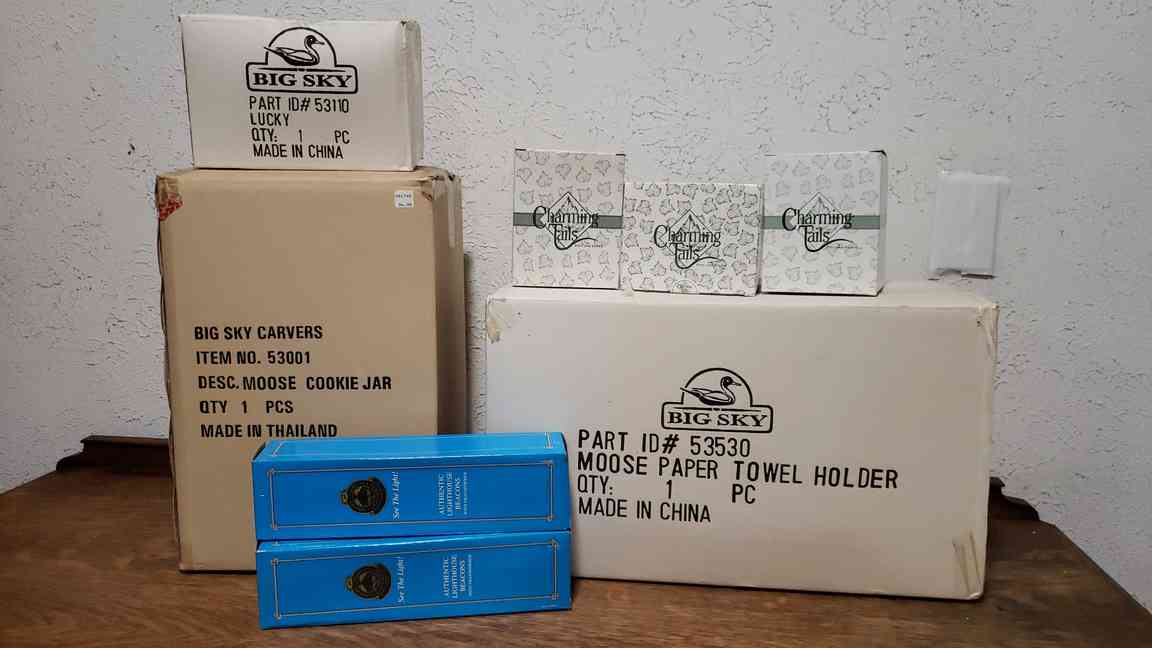 BIG SKY
PART ID# 53110
LUCKY
QTY: 1 PC
MADE IN CHINA
BIG SKY CARVERS
ITEM NO. 53001
DESC. MOOSE COOKIE JAR
QTY 1 PCS
MADE IN THAILAND
Charming
Tails
Charming
Tails
Charming
Tails
BIG SKY
PART ID# 53530
MOOSE PAPER TOWEL HOLDER
QTY: 1 PC
MADE IN CHINA
See The Light!
AUTHENTIC
LIGHTHOUSE
BEACONS
See The Light!
AUTHENTIC
LIGHTHOUSE
BEACONS